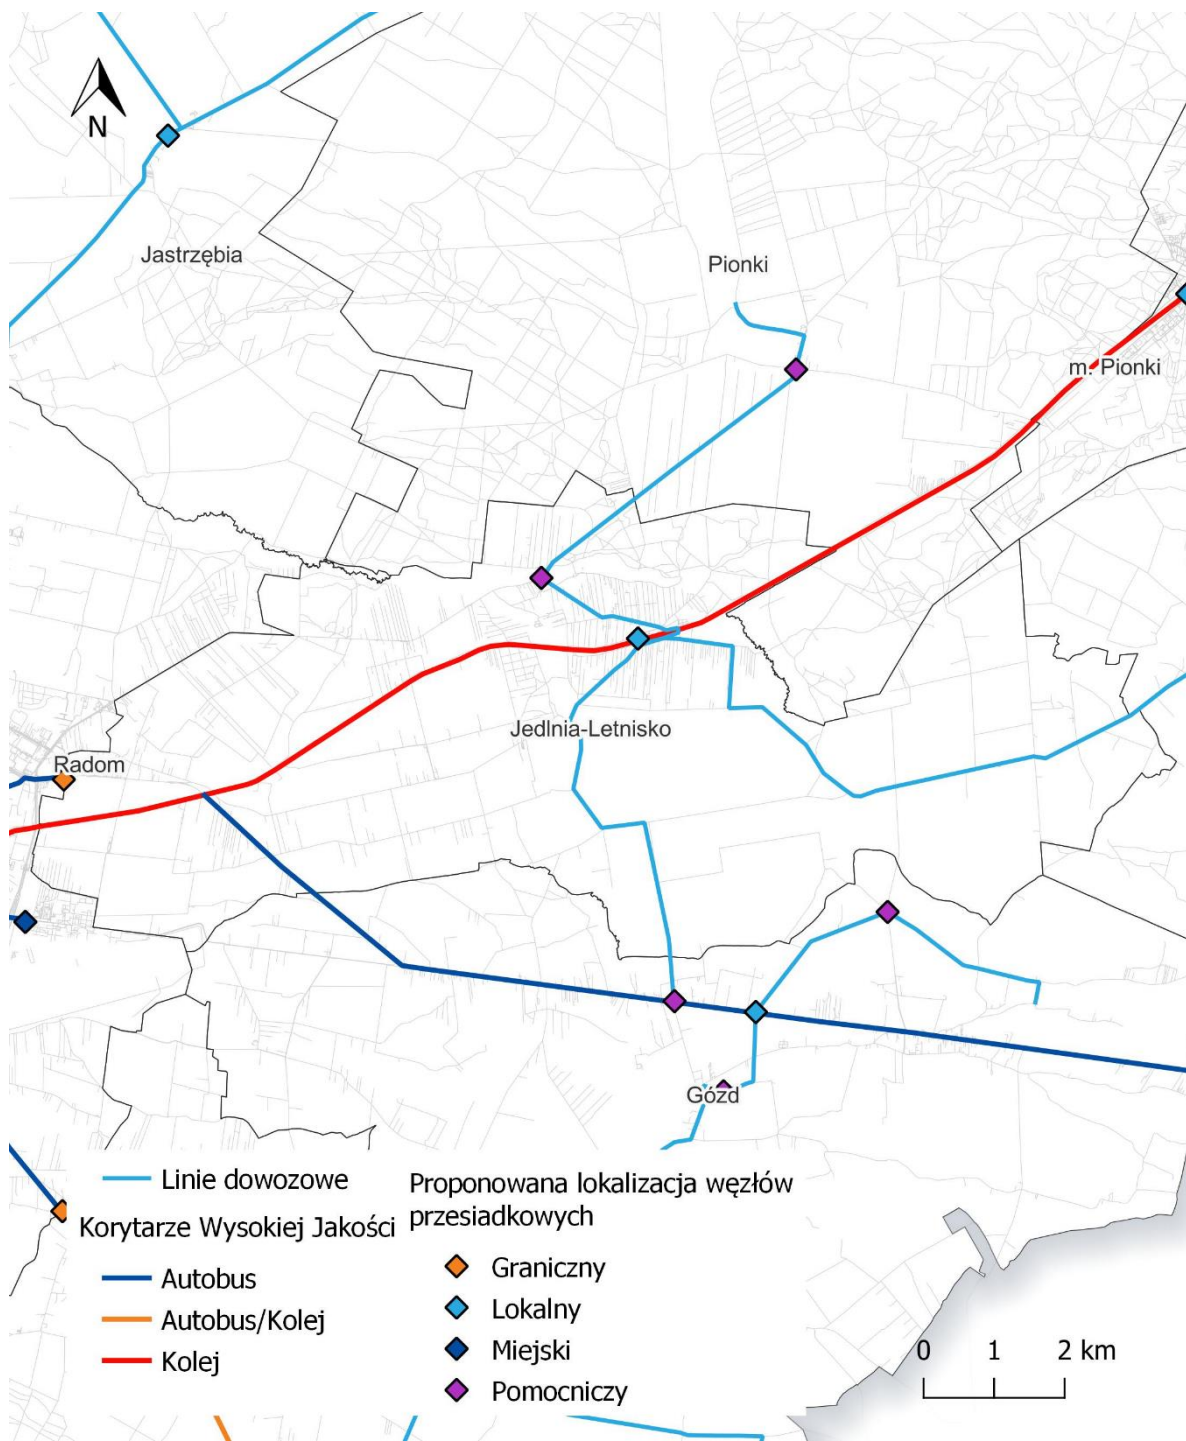 N
Jastrzębia
Pionki
m. Pionki
Jedlnia-Letnisko
Radom
Gózd
Linie dowozowe
Korytarze Wysokiej Jakości
Autobus
Autobus/Kolej
Kolej
Proponowana lokalizacja węzłów
przesiadkowych
Graniczny
Lokalny
Miejski
Pomocniczy
0 1 2 km